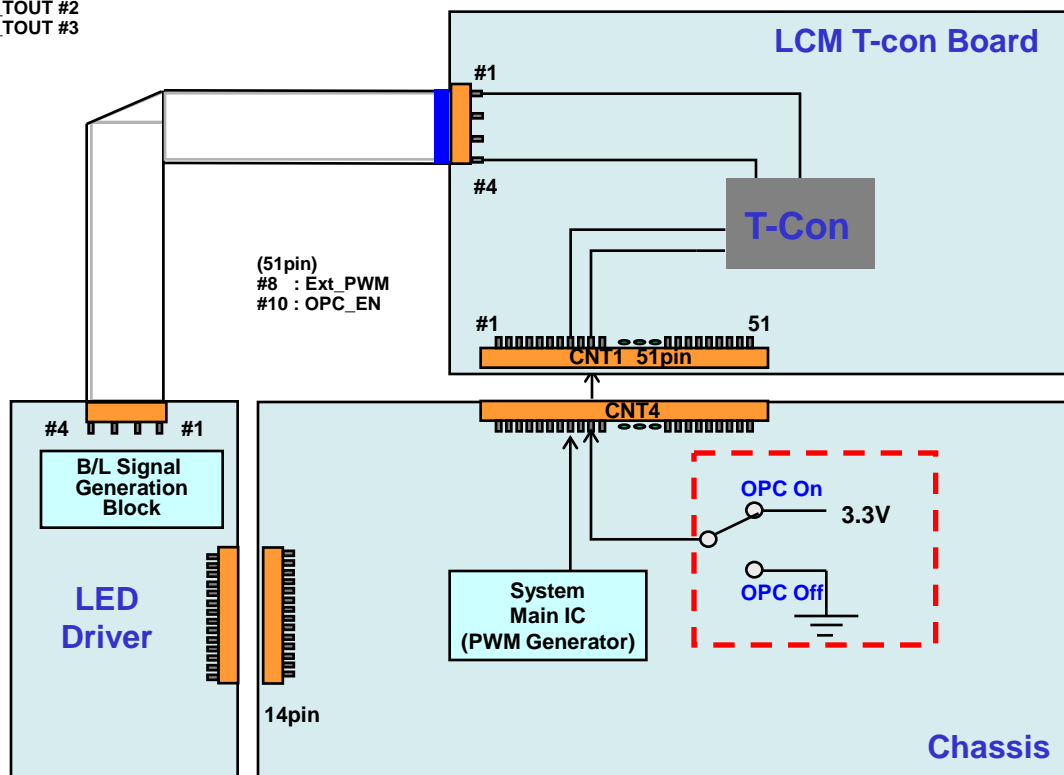 _TOUT #2
_TOUT #3
LCM T-con Board
#1
#4
T-Con
(51pin)
#8 : Ext_PWM
#10 : OPC_EN
#1
51
CNT1 51pin
CNT4
#4
#1
B/L Signal
Generation
Block
OPC On
3.3V
OPC Off
System
Main IC
(PWM Generator)
LED
Driver
14pin
Chassis